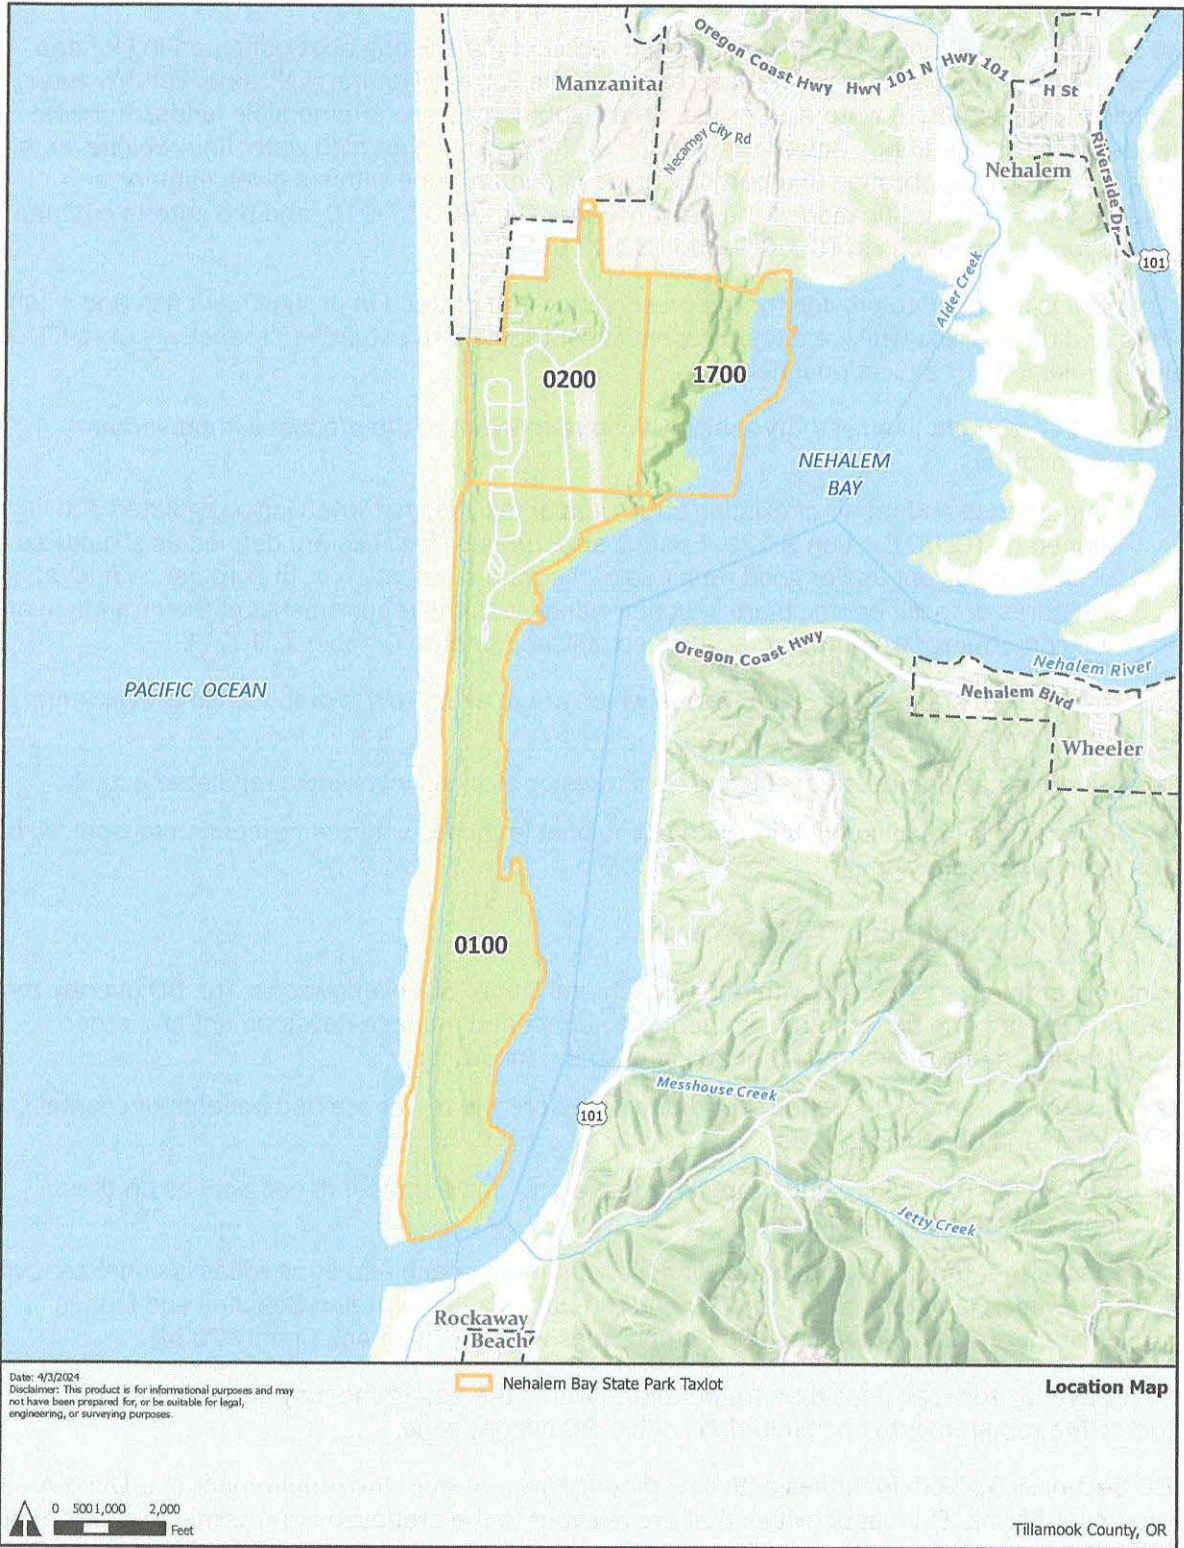 Oregon Coast Hwy Hwy 101 N Hwy 101
Manzanita
H St
Necarney City Rd
Nehalem
Riverside Dr
101
Alder Creek
0200
1700
NEHALEM
BAY
Oregon Coast Hwy
Nehalem River
PACIFIC OCEAN
Nehalem Blvd
Wheeler
0100
Messhouse Creek
101
Jetty Creek
Rockaway
Beach
Date: 4/3/2024
Disclaimer: This product is for informational purposes and may
not have been prepared for, or be suitable for legal,
engineering, or surveying purposes.
Nehalem Bay State Park Taxlot
Location Map
0 500 1,000 2,000
Feet
Tillamook County, OR